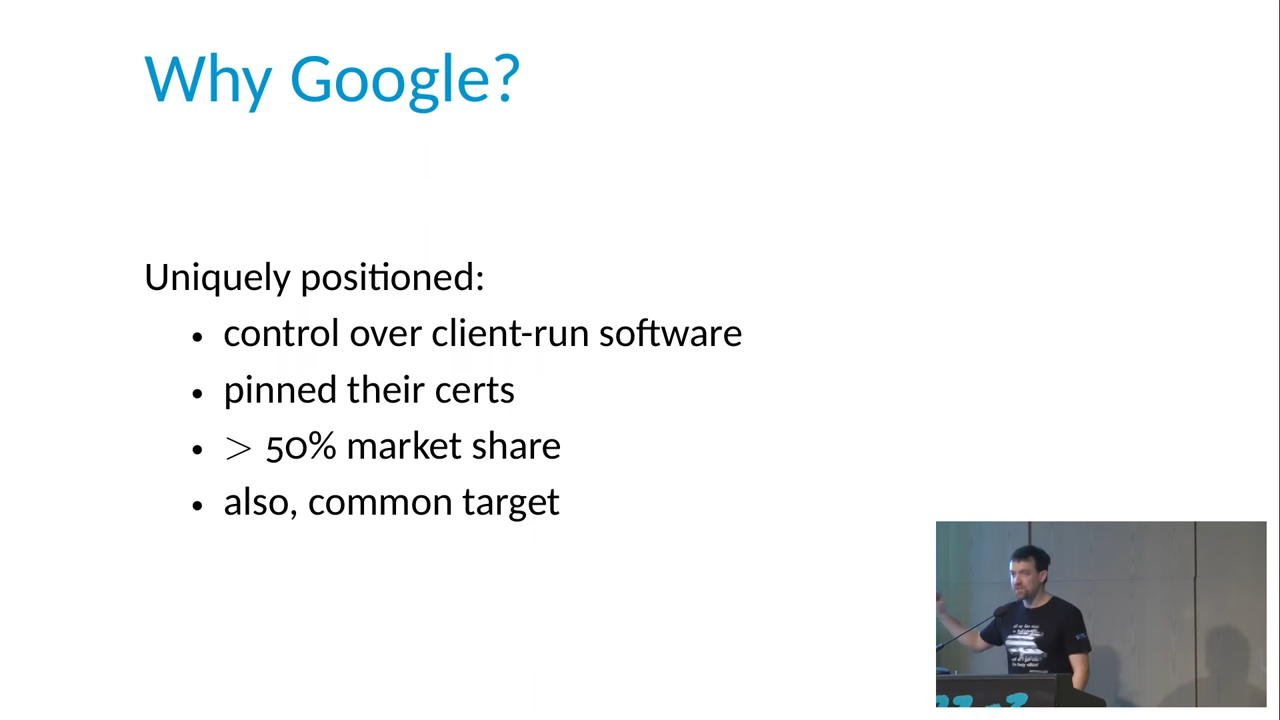 Why Google?
Uniquely positioned:
• control over client-run software
• pinned their certs
• > 50% market share
• also, common target